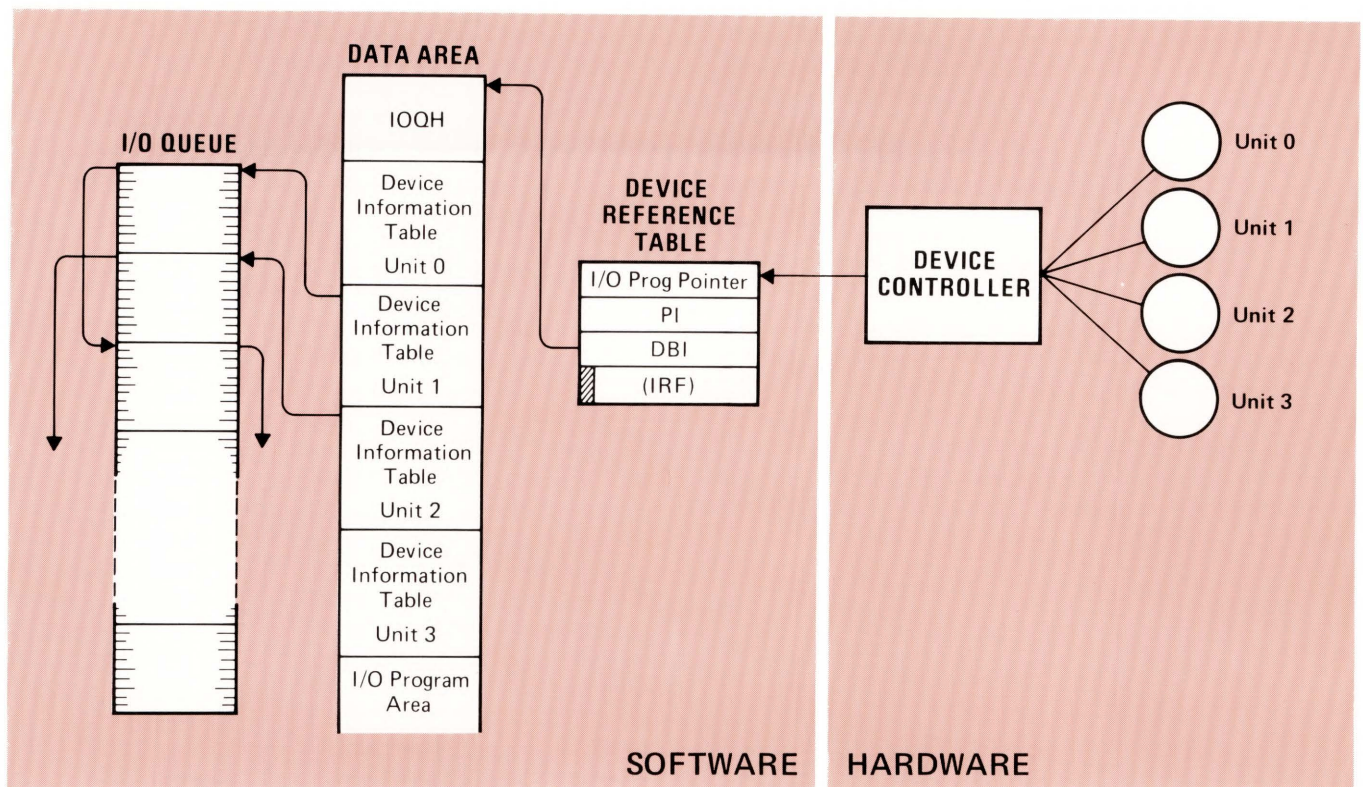 I/O QUEUE
DATA AREA
IOQH
Device
Information
Table
Unit 0
Device
Information
Table
Unit 1
Device
Information
Table
Unit 2
Device
Information
Table
Unit 3
I/O Program
Area
DEVICE
REFERENCE
TABLE
I/O Prog Pointer
PI
DBI
(IRF)
SOFTWARE
DEVICE
CONTROLLER
Unit 0
Unit 1
Unit 2
Unit 3
HARDWARE